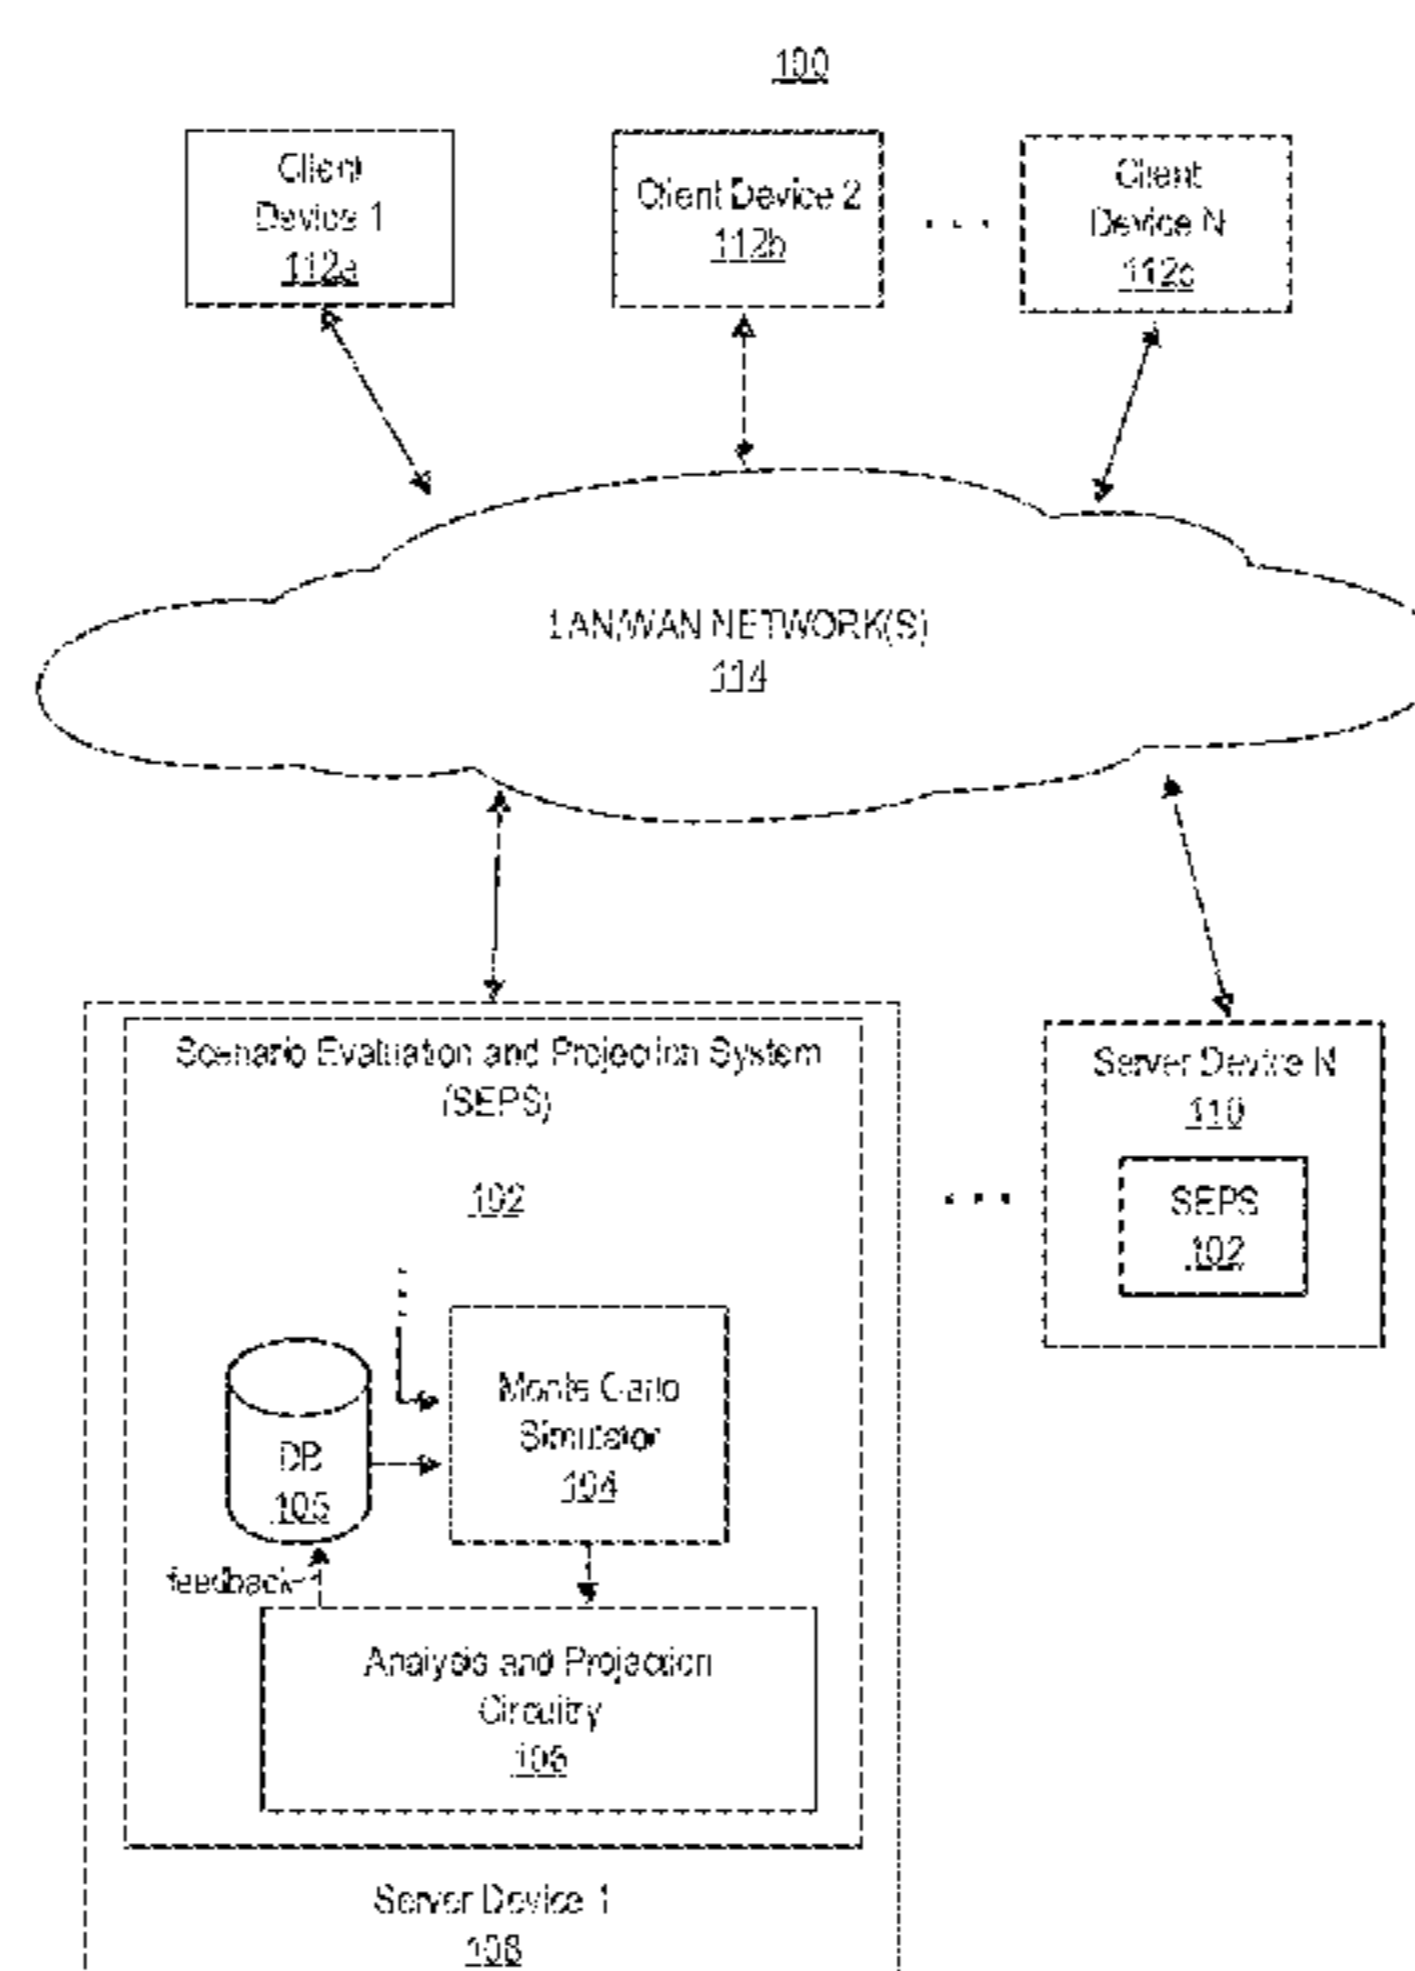 100
Client
Device 1
112a
Client Device 2
112b
. . .
Client
Device N
112c
LAN/WAN NETWORK(S)
114
Scenario Evaluation and Projection System
(SEPS)
102
Server Device N
110
. . .
SEPS
102
Monte Carlo
Simulator
104
DB
105
feedback
Analysis and Projection
Circuitry
106
Server Device 1
108